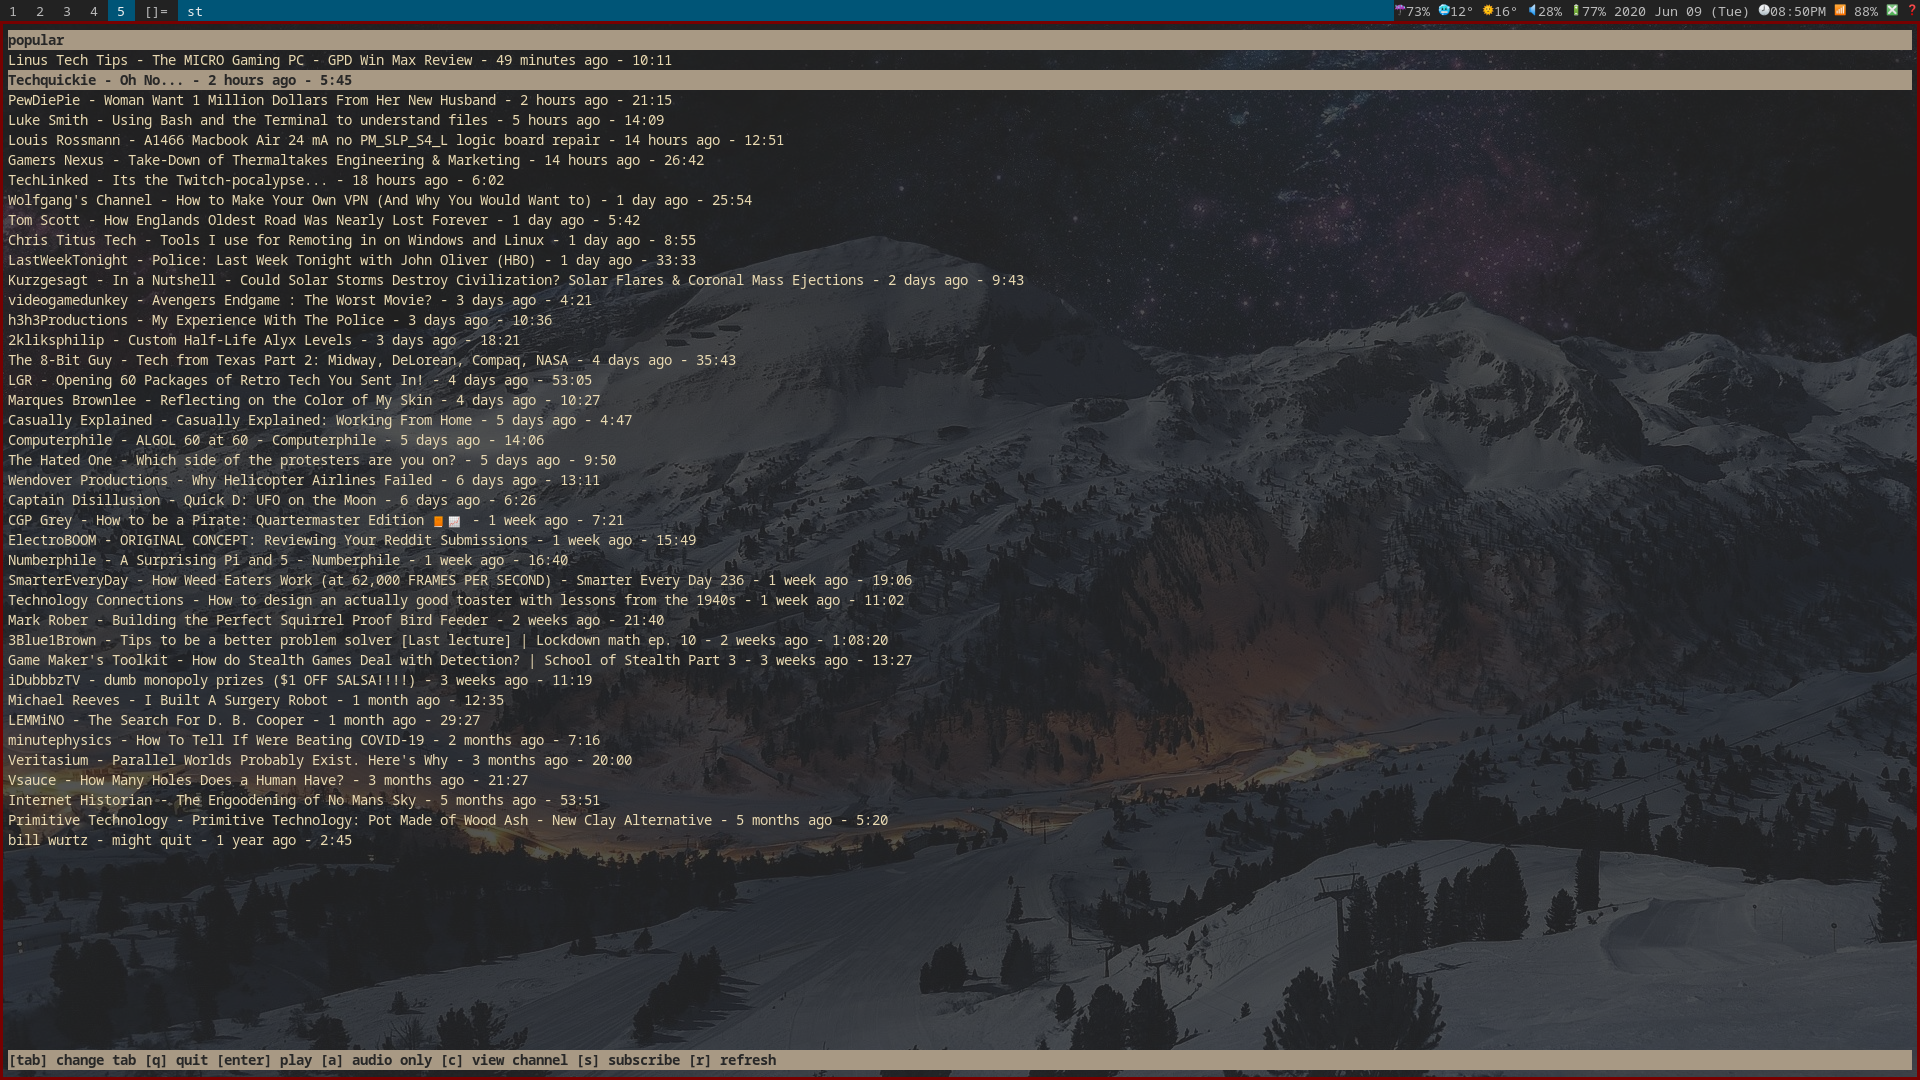 1 2 3 4 5 []= st 73% 12° 16° 28% 77% 2020 Jun 09 (Tue) 08:50PM 88%
popular
Linus Tech Tips - The MICRO Gaming PC - GPD Win Max Review - 49 minutes ago - 10:11
Techquickie - Oh No... - 2 hours ago - 5:45
PewDiePie - Woman Want 1 Million Dollars From Her New Husband - 2 hours ago - 21:15
Luke Smith - Using Bash and the Terminal to understand files - 5 hours ago - 14:09
Louis Rossmann - A1466 Macbook Air 24 mA no PM_SLP_S4_L logic board repair - 14 hours ago - 12:51
Gamers Nexus - Take-Down of Thermaltakes Engineering & Marketing - 14 hours ago - 26:42
TechLinked - Its the Twitch-pocalypse... - 18 hours ago - 6:02
Wolfgang's Channel - How to Make Your Own VPN (And Why You Would Want to) - 1 day ago - 25:54
Tom Scott - How Englands Oldest Road Was Nearly Lost Forever - 1 day ago - 5:42
Chris Titus Tech - Tools I use for Remoting in on Windows and Linux - 1 day ago - 8:55
LastWeekTonight - Police: Last Week Tonight with John Oliver (HBO) - 1 day ago - 33:33
Kurzgesagt - In a Nutshell - Could Solar Storms Destroy Civilization? Solar Flares & Coronal Mass Ejections - 2 days ago - 9:43
videogamedunkey - Avengers Endgame : The Worst Movie? - 3 days ago - 4:21
h3h3Productions - My Experience With The Police - 3 days ago - 10:36
2kliksphilip - Custom Half-Life Alyx Levels - 3 days ago - 18:21
The 8-Bit Guy - Tech from Texas Part 2: Midway, DeLorean, Compaq, NASA - 4 days ago - 35:43
LGR - Opening 60 Packages of Retro Tech You Sent In! - 4 days ago - 53:05
Marques Brownlee - Reflecting on the Color of My Skin - 4 days ago - 10:27
Casually Explained - Casually Explained: Working From Home - 5 days ago - 4:47
Computerphile - ALGOL 60 at 60 - Computerphile - 5 days ago - 14:06
The Hated One - Which side of the protesters are you on? - 5 days ago - 9:50
Wendover Productions - Why Helicopter Airlines Failed - 6 days ago - 13:11
Captain Disillusion - Quick D: UFO on the Moon - 6 days ago - 6:26
CGP Grey - How to be a Pirate: Quartermaster Edition 📙📈 - 1 week ago - 7:21
ElectroBOOM - ORIGINAL CONCEPT: Reviewing Your Reddit Submissions - 1 week ago - 15:49
Numberphile - A Surprising Pi and 5 - Numberphile - 1 week ago - 16:40
SmarterEveryDay - How Weed Eaters Work (at 62,000 FRAMES PER SECOND) - Smarter Every Day 236 - 1 week ago - 19:06
Technology Connections - How to design an actually good toaster with lessons from the 1940s - 1 week ago - 11:02
Mark Rober - Building the Perfect Squirrel Proof Bird Feeder - 2 weeks ago - 21:40
3Blue1Brown - Tips to be a better problem solver [Last lecture] | Lockdown math ep. 10 - 2 weeks ago - 1:08:20
Game Maker's Toolkit - How do Stealth Games Deal with Detection? | School of Stealth Part 3 - 3 weeks ago - 13:27
iDubbbzTV - dumb monopoly prizes ($1 OFF SALSA!!!!) - 3 weeks ago - 11:19
Michael Reeves - I Built A Surgery Robot - 1 month ago - 12:35
LEMMiNO - The Search For D. B. Cooper - 1 month ago - 29:27
minutephysics - How To Tell If Were Beating COVID-19 - 2 months ago - 7:16
Veritasium - Parallel Worlds Probably Exist. Here's Why - 3 months ago - 20:00
Vsauce - How Many Holes Does a Human Have? - 3 months ago - 21:27
Internet Historian - The Engoodening of No Mans Sky - 5 months ago - 53:51
Primitive Technology - Primitive Technology: Pot Made of Wood Ash - New Clay Alternative - 5 months ago - 5:20
bill wurtz - might quit - 1 year ago - 2:45
[tab] change tab [q] quit [enter] play [a] audio only [c] view channel [s] subscribe [r] refresh